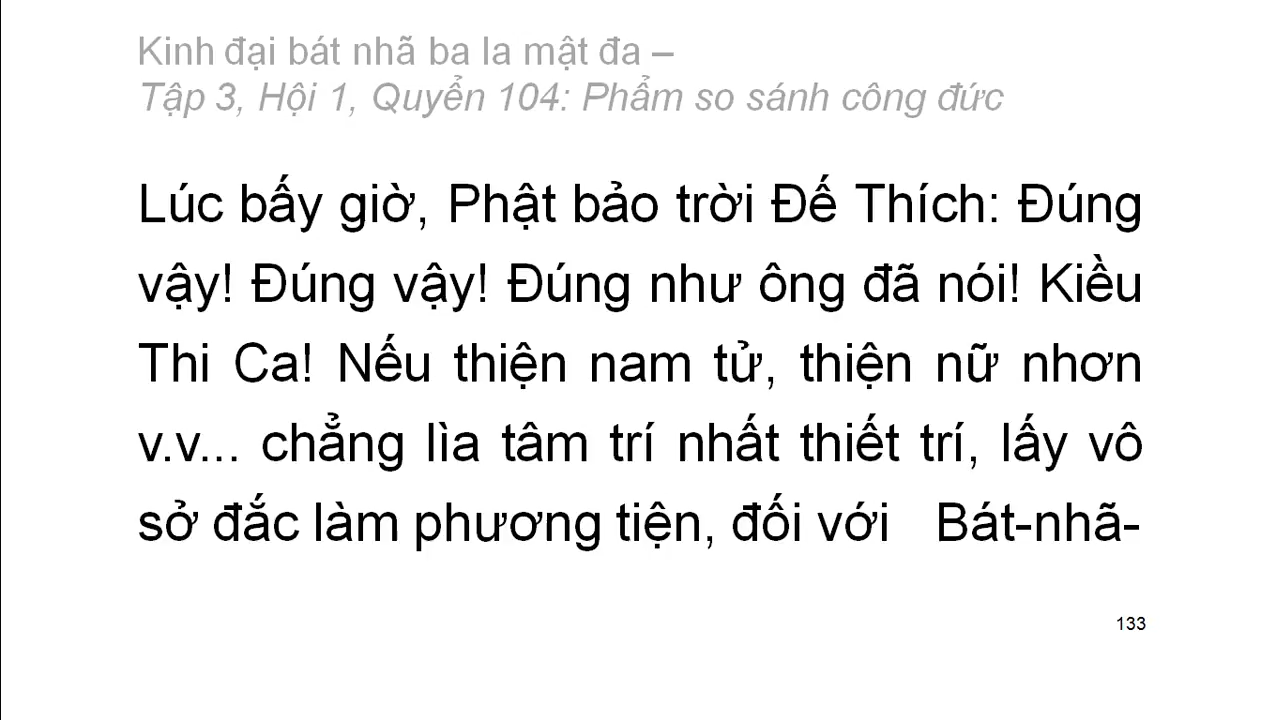 Kinh đại bát nhã ba la mật đa –
Tập 3, Hội 1, Quyển 104: Phẩm so sánh công đức
Lúc bấy giờ, Phật bảo trời Đế Thích: Đúng
vậy! Đúng vậy! Đúng như ông đã nói! Kiều
Thi Ca! Nếu thiện nam tử, thiện nữ nhơn
v.v... chẳng lìa tâm trí nhất thiết trí, lấy vô
sở đắc làm phương tiện, đối với Bát-nhã-
133